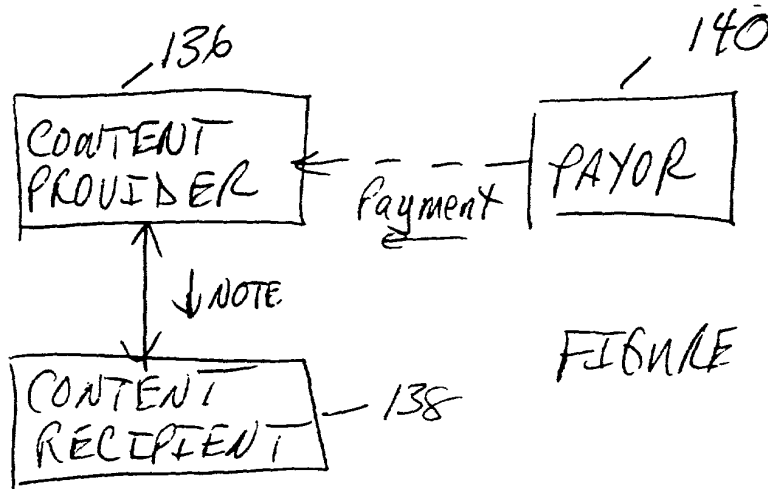 136
140
CONTENT
PROVIDER
PAYOR
Payment
↓ NOTE
FIGURE
CONTENT
RECIPIENT
138